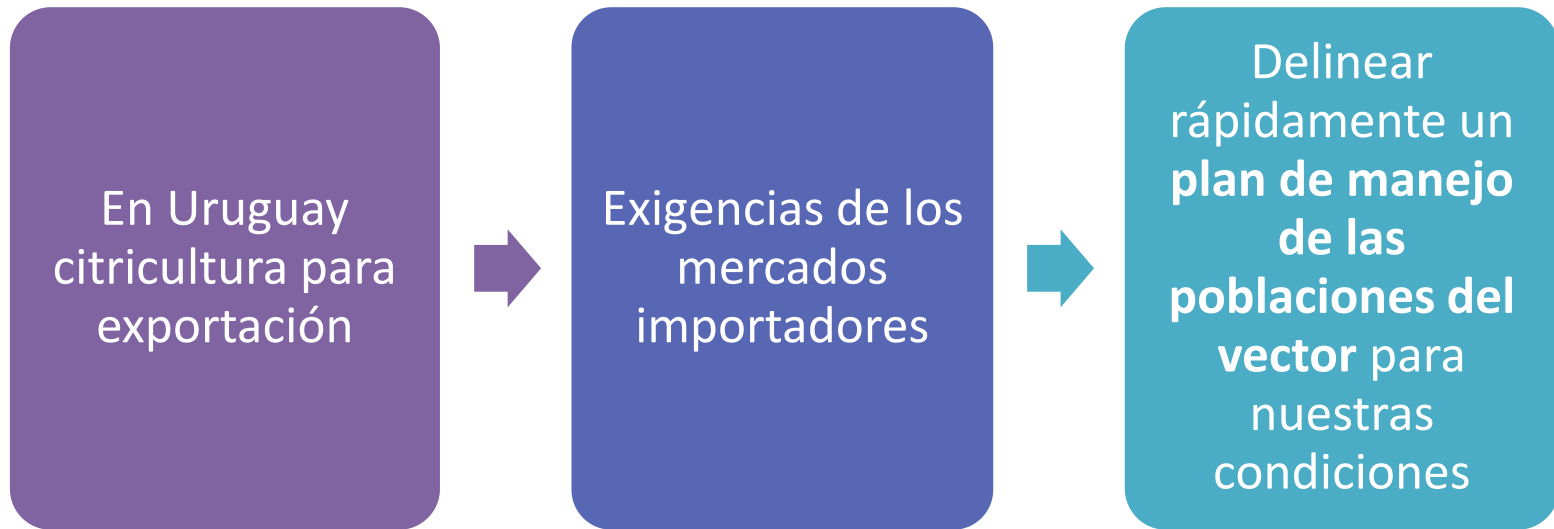 En Uruguay
citricultura para
exportación
Exigencias de los
mercados
importadores
Delinear
rápidamente un
plan de manejo
de las
poblaciones del
vector para
nuestras
condiciones